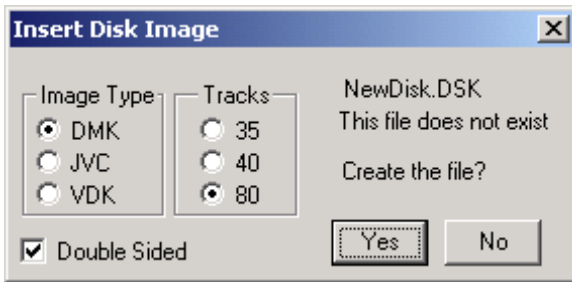 Insert Disk Image
Image Type
DMK
JVC
VDK
Tracks
35
40
80
Double Sided
NewDisk.DSK
This file does not exist
Create the file?
Yes
No